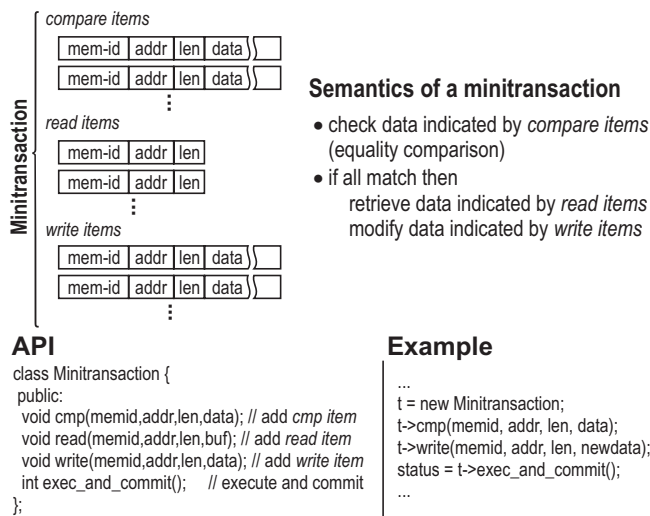 compare items
mem-id addr len data
mem-id addr len data
Minitransaction
read items
mem-id addr len
mem-id addr len
write items
mem-id addr len data
mem-id addr len data
Semantics of a minitransaction
• check data indicated by compare items
(equality comparison)
• if all match then
retrieve data indicated by read items
modify data indicated by write items
API
class Minitransaction {
public:
void cmp(memid,addr,len,data); // add cmp item
void read(memid,addr,len,buf); // add read item
void write(memid,addr,len,data); // add write item
int exec_and_commit(); // execute and commit
};
Example
...
t = new Minitransaction;
t->cmp(memid, addr, len, data);
t->write(memid, addr, len, newdata);
status = t->exec_and_commit();
...